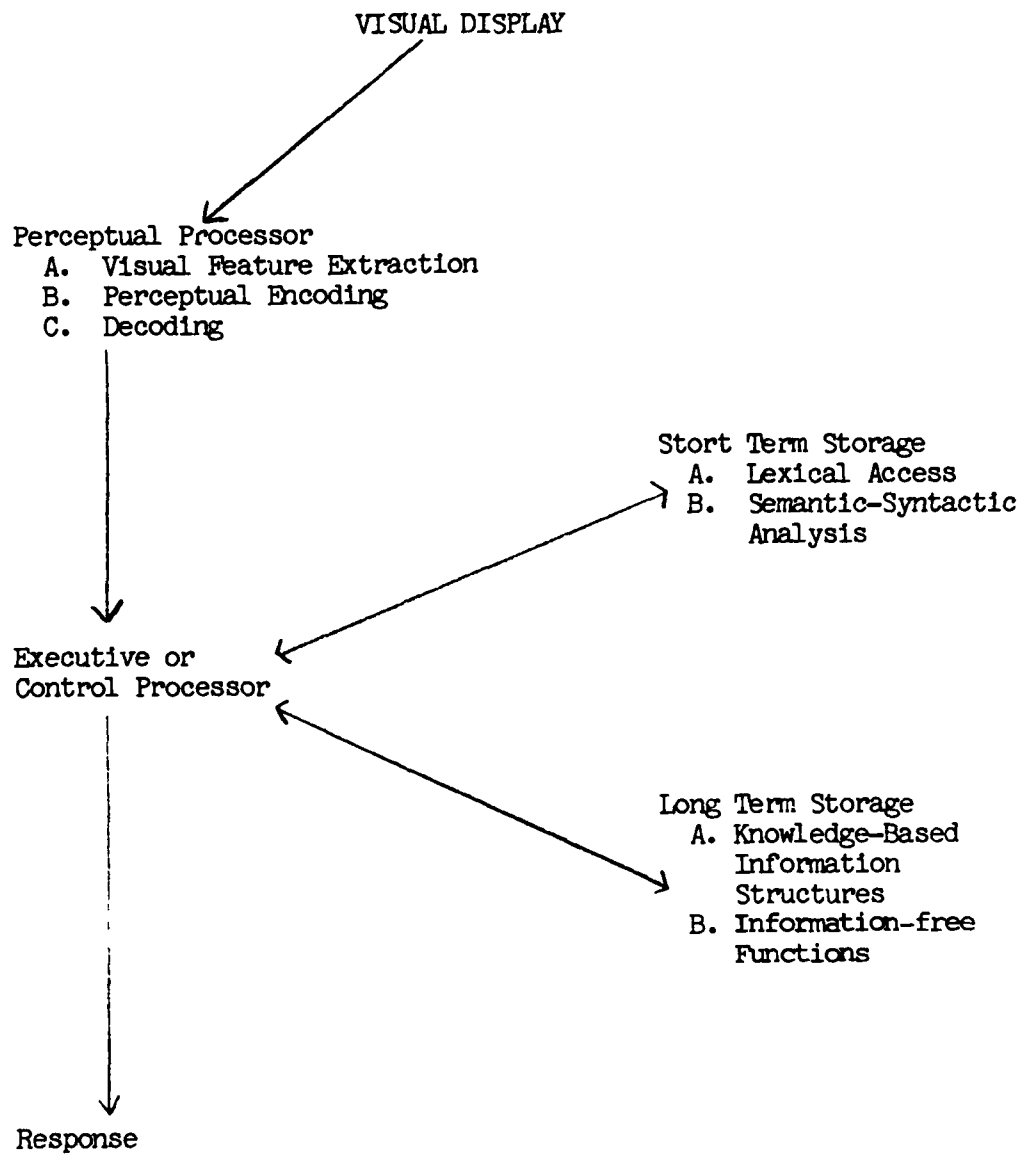 VISUAL DISPLAY
Perceptual Processor
A. Visual Feature Extraction
B. Perceptual Encoding
C. Decoding
Stort Term Storage
A. Lexical Access
B. Semantic-Syntactic
Analysis
Executive or
Control Processor
Long Term Storage
A. Knowledge-Based
Information
Structures
B. Information-free
Functions
Response